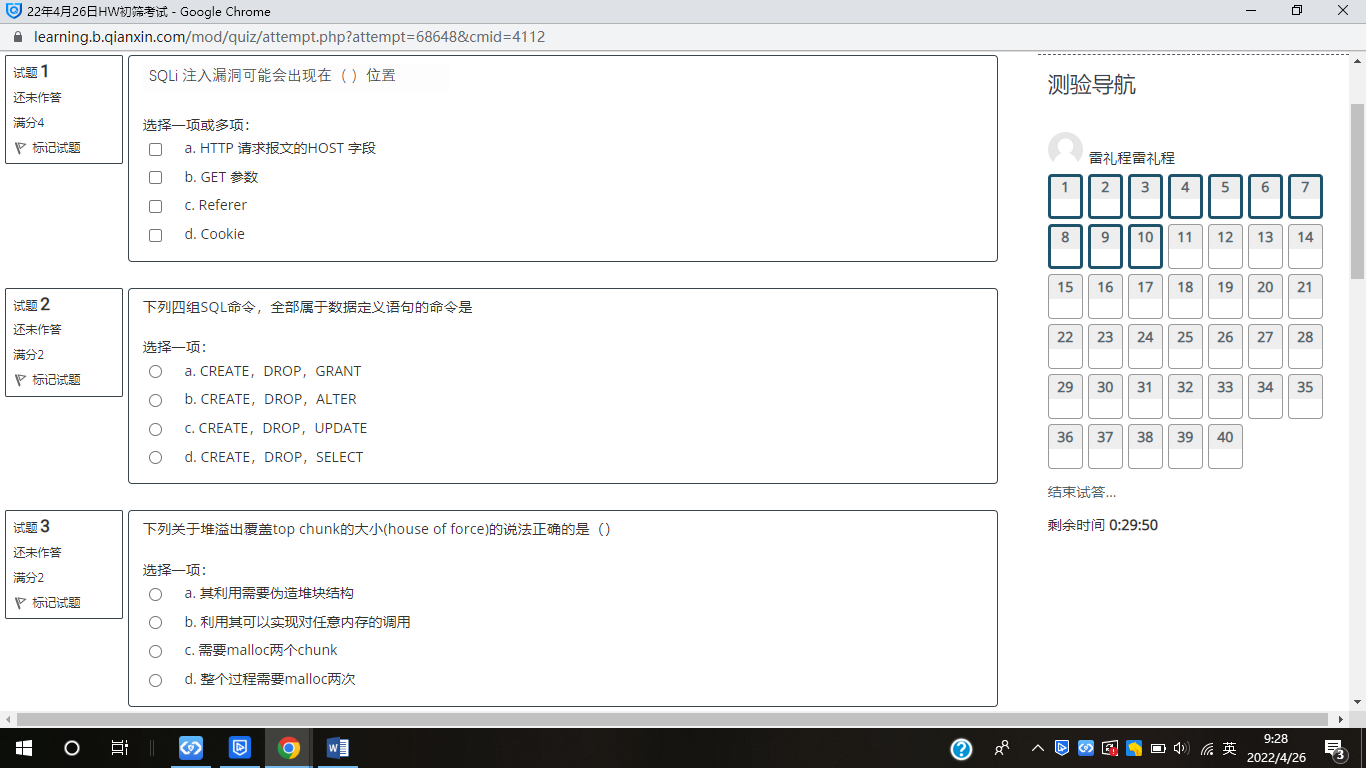 22年4月26日HW初筛考试 - Google Chrome
learning.b.qianxin.com/mod/quiz/attempt.php?attempt=68648&cmid=4112
试题 1
还未作答
满分4
标记试题
SQLi 注入漏洞可能会出现在（ ）位置
选择一项或多项：
a. HTTP 请求报文的HOST 字段
b. GET 参数
c. Referer
d. Cookie
试题 2
还未作答
满分2
标记试题
下列四组SQL命令，全部属于数据定义语句的命令是
选择一项：
a. CREATE，DROP，GRANT
b. CREATE，DROP，ALTER
c. CREATE，DROP，UPDATE
d. CREATE，DROP，SELECT
试题 3
还未作答
满分2
标记试题
下列关于堆溢出覆盖top chunk的大小(house of force)的说法正确的是（）
选择一项：
a. 其利用需要伪造堆块结构
b. 利用其可以实现对任意内存的调用
c. 需要malloc两个chunk
d. 整个过程需要malloc两次
测验导航
雷礼程雷礼程
1 2 3 4 5 6 7
8 9 10 11 12 13 14
15 16 17 18 19 20 21
22 23 24 25 26 27 28
29 30 31 32 33 34 35
36 37 38 39 40
结束试答...
剩余时间 0:29:50
英
9:28
2022/4/26
3